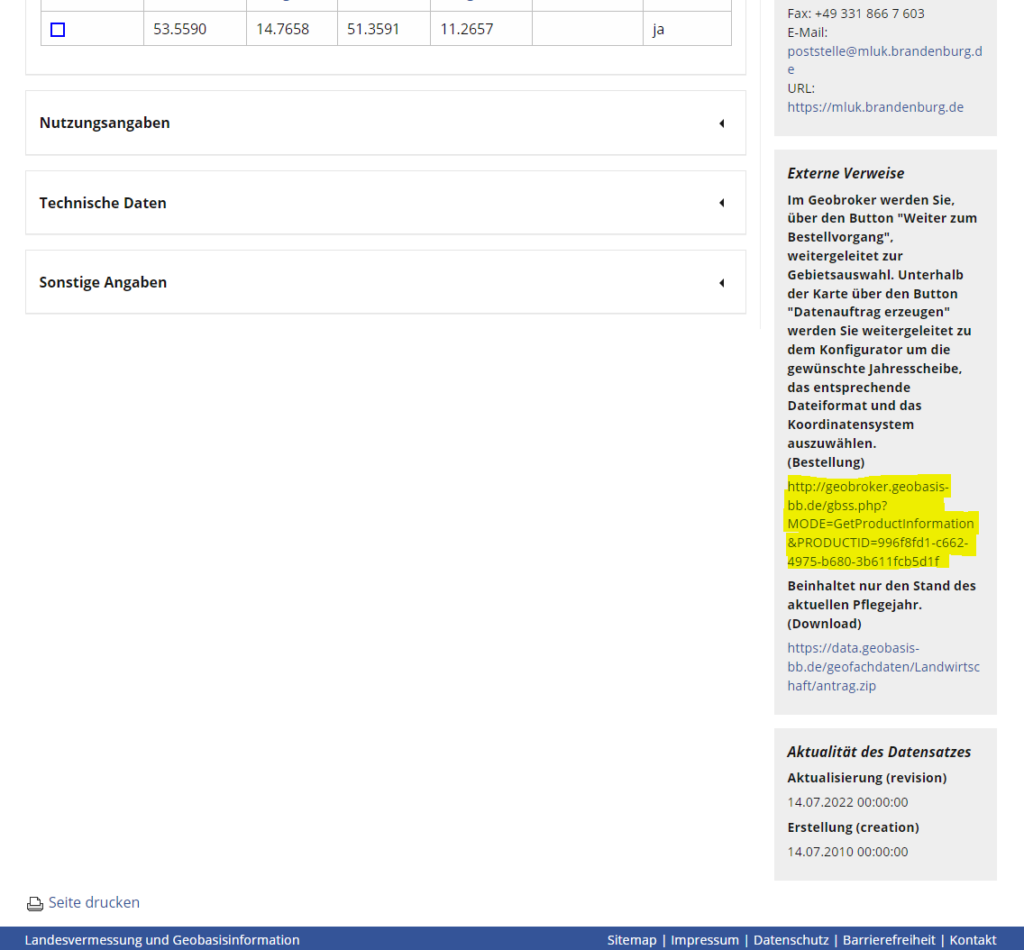 53.5590 14.7658 51.3591 11.2657 ja
Nutzungsangaben
Technische Daten
Sonstige Angaben
Fax: +49 331 866 7 603
E-Mail:
poststelle@mluk.brandenburg.d
e
URL:
https://mluk.brandenburg.de
Externe Verweise
Im Geobroker werden Sie,
über den Button "Weiter zum
Bestellvorgang",
weitergeleitet zur
Gebietsauswahl. Unterhalb
der Karte über den Button
"Datenauftrag erzeugen"
werden Sie weitergeleitet zu
dem Konfigurator um die
gewünschte Jahresscheibe,
das entsprechende
Dateiformat und das
Koordinatensystem
auszuwählen.
(Bestellung)
http://geobroker.geobasis-
bb.de/gbss.php?
MODE=GetProductInformation
&PRODUCTID=996f8fd1-c662-
4975-b680-3b611fcb5d1f
Beinhaltet nur den Stand des
aktuellen Pflegejahr.
(Download)
https://data.geobasis-
bb.de/geofachdaten/Landwirtsc
haft/antrag.zip
Aktualität des Datensatzes
Aktualisierung (revision)
14.07.2022 00:00:00
Erstellung (creation)
14.07.2010 00:00:00
Seite drucken
Landesvermessung und Geobasisinformation
Sitemap | Impressum | Datenschutz | Barrierefreiheit | Kontakt